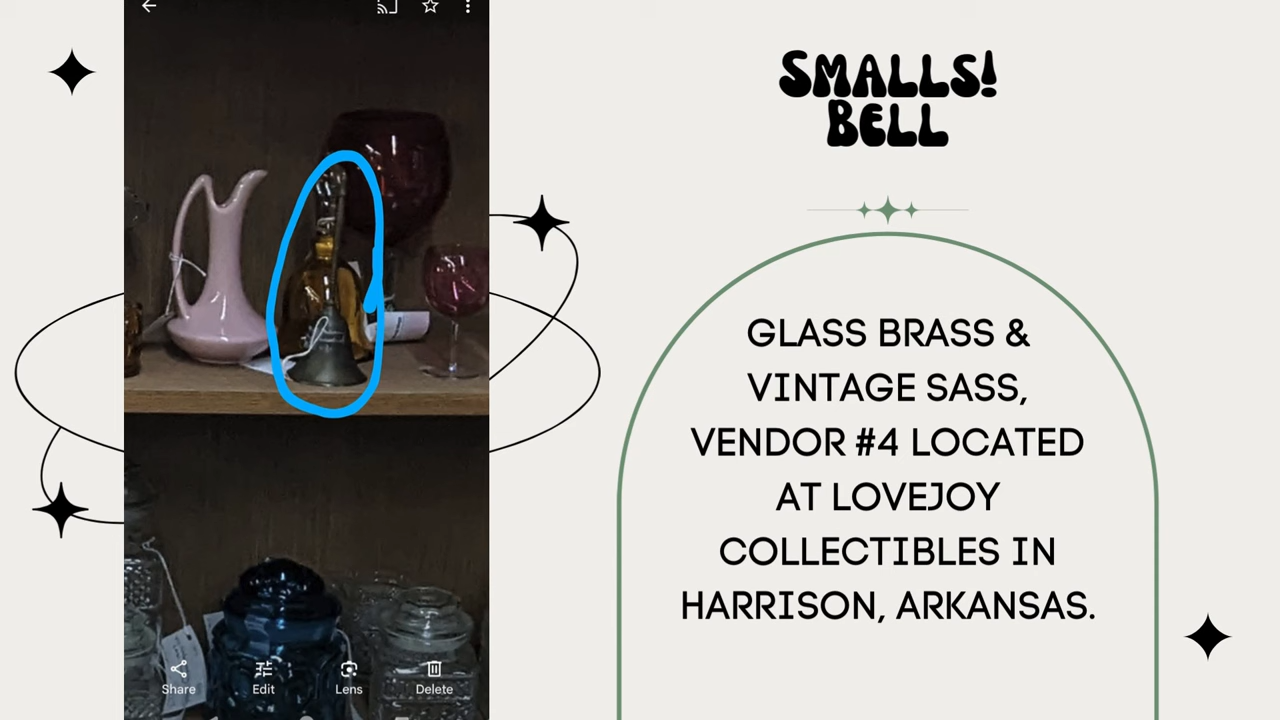 SMALLS!
BELL
GLASS BRASS &
VINTAGE SASS,
VENDOR #4 LOCATED
AT LOVEJOY
COLLECTIBLES IN
HARRISON, ARKANSAS.
Share
Edit
Lens
Delete